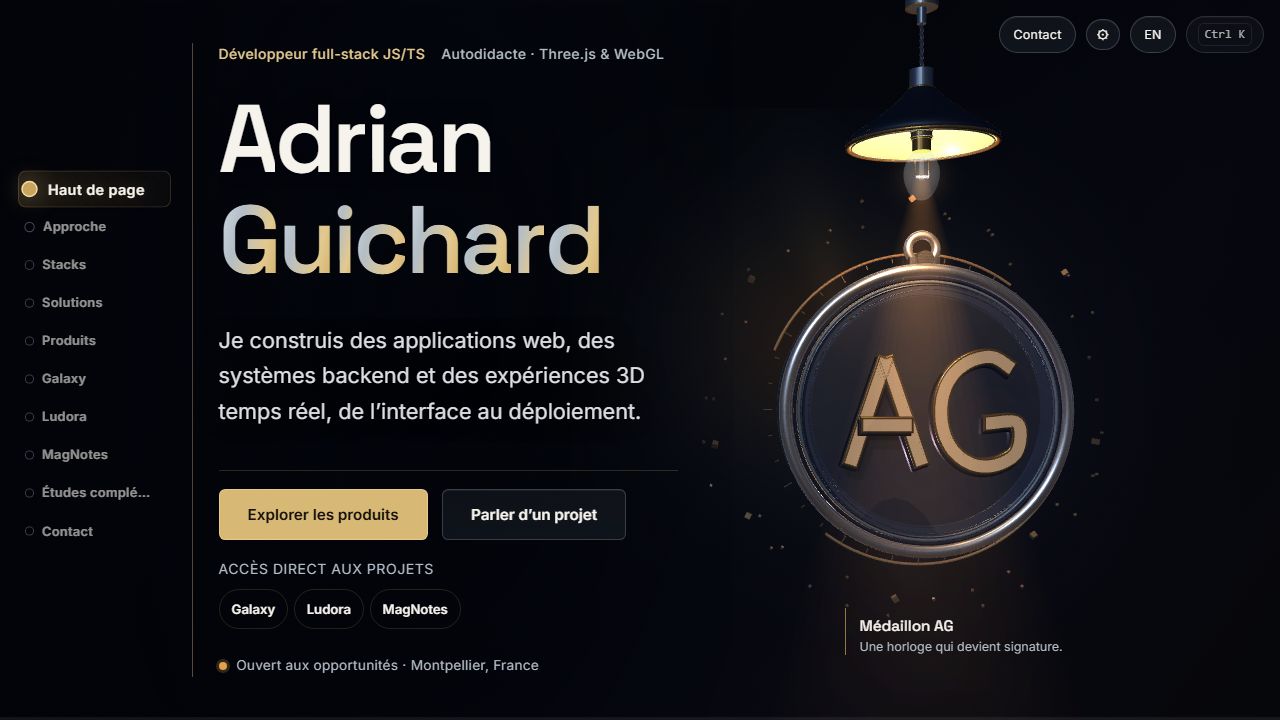 Contact
⚙
EN
Ctrl K
Haut de page
Approche
Stacks
Solutions
Produits
Galaxy
Ludora
MagNotes
Études complé...
Contact
Développeur full-stack JS/TS
Autodidacte · Three.js & WebGL
Adrian
Guichard
Je construis des applications web, des
systèmes backend et des expériences 3D
temps réel, de l’interface au déploiement.
Explorer les produits
Parler d’un projet
ACCÈS DIRECT AUX PROJETS
Galaxy
Ludora
MagNotes
Ouvert aux opportunités · Montpellier, France
AG
Médaillon AG
Une horloge qui devient signature.